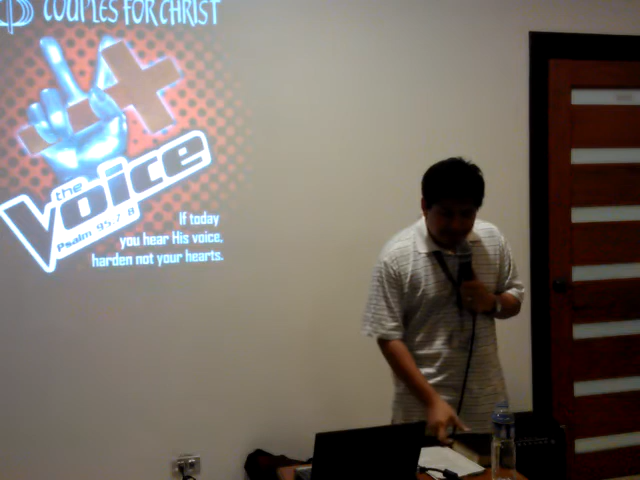 COUPLES FOR CHRIST
the
Voice
Psalm 95:7-8
If today
you hear His voice,
harden not your hearts.